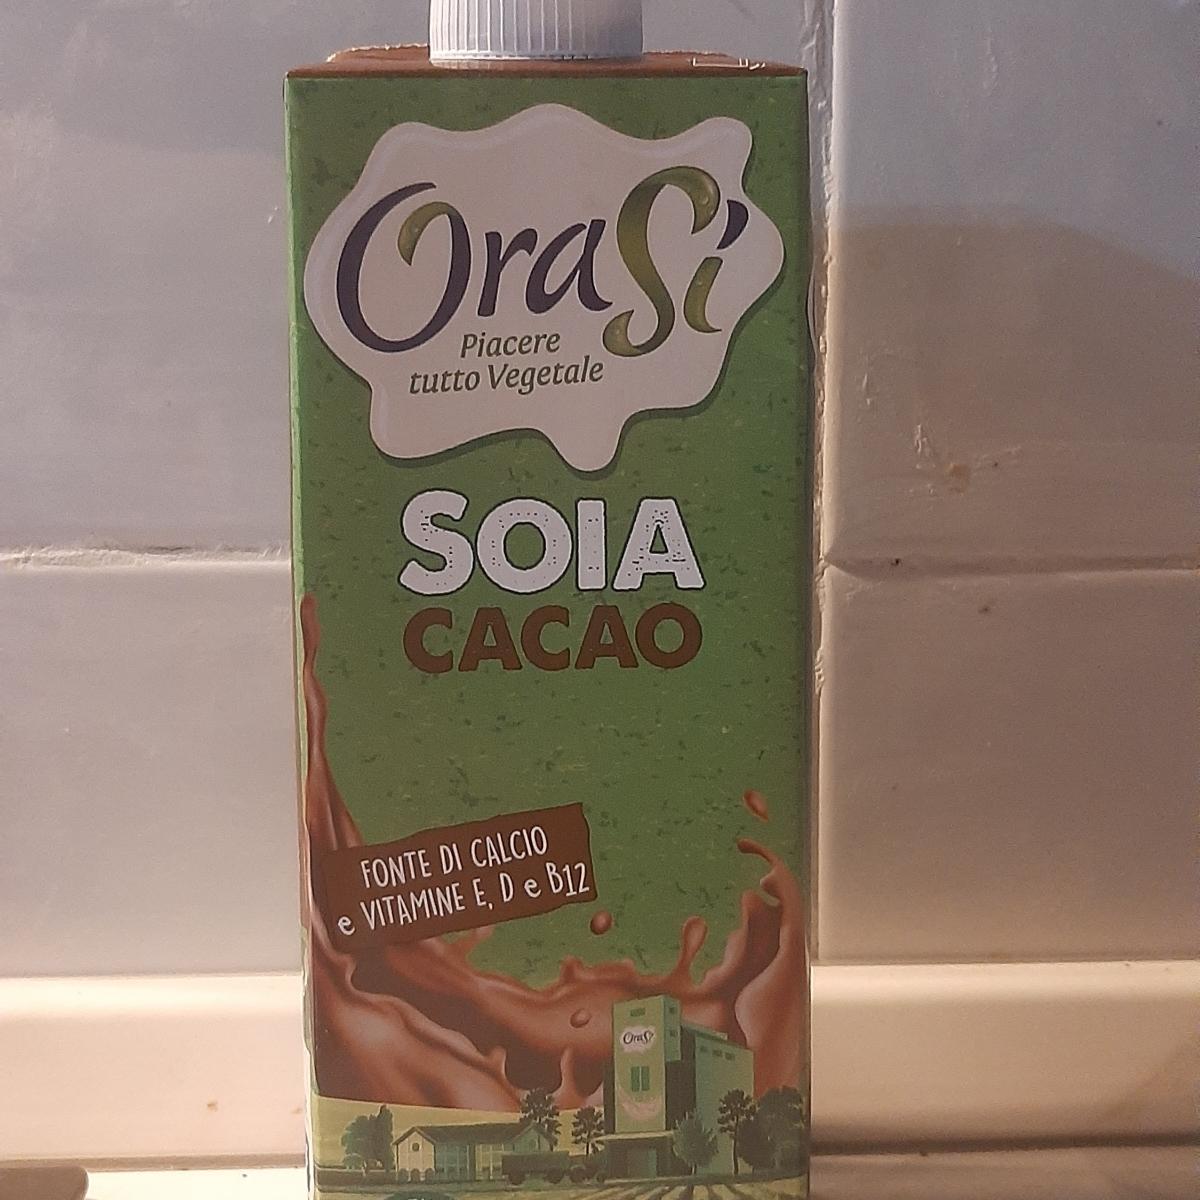 OraSì
Piacere
tutto Vegetale
SOIA
CACAO
FONTE DI CALCIO
e VITAMINE E, D e B12
OraSì